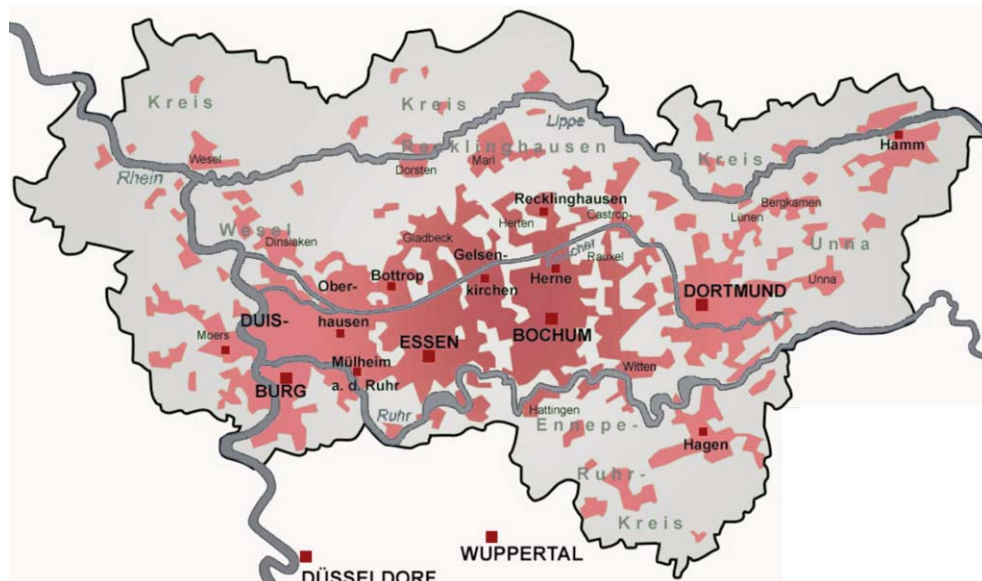 Kreis
Kreis
Lippe
Recklinghausen
Hamm
Wesel
Rhein
Dorsten
Marl
Kreis
Recklinghausen
Herten
Castrop-
Rauxel
Lünen
Bergkamen
Wesel
Dinslaken
Gladbeck
Gelsen-
kirchen
Emscher
Herne
Unna
Unna
Bottrop
Ober-
hausen
DORTMUND
DUIS-
BURG
Moers
ESSEN
BOCHUM
Mülheim
a. d. Ruhr
Witten
Ruhr
Hattingen
Ennepe-
Ruhr-
Kreis
Hagen
WUPPERTAL
DÜSSELDORF